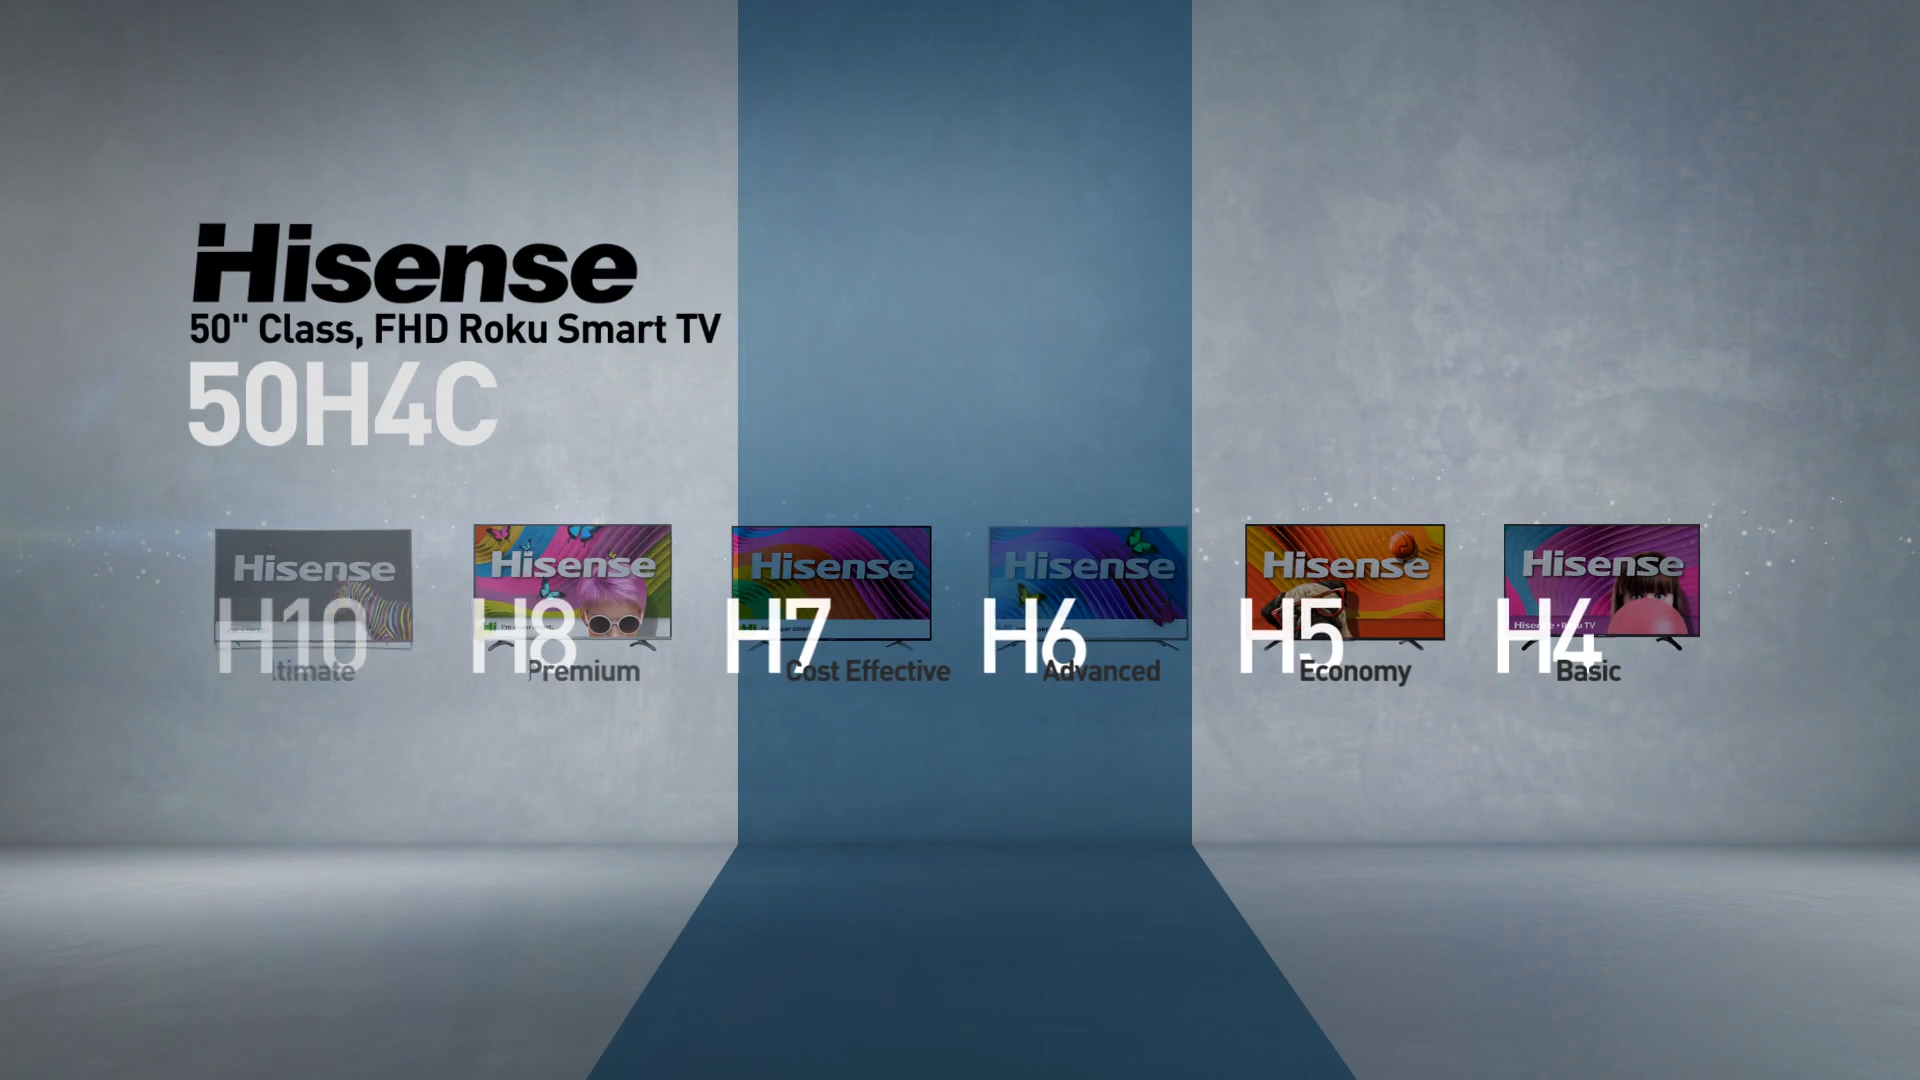 Hisense
50" Class, FHD Roku Smart TV
50H4C
Hisense Hisense Hisense Hisense Hisense Hisense
H10 H8 H7 H6 H5 H4
Premium Cost Effective Advanced Economy Basic